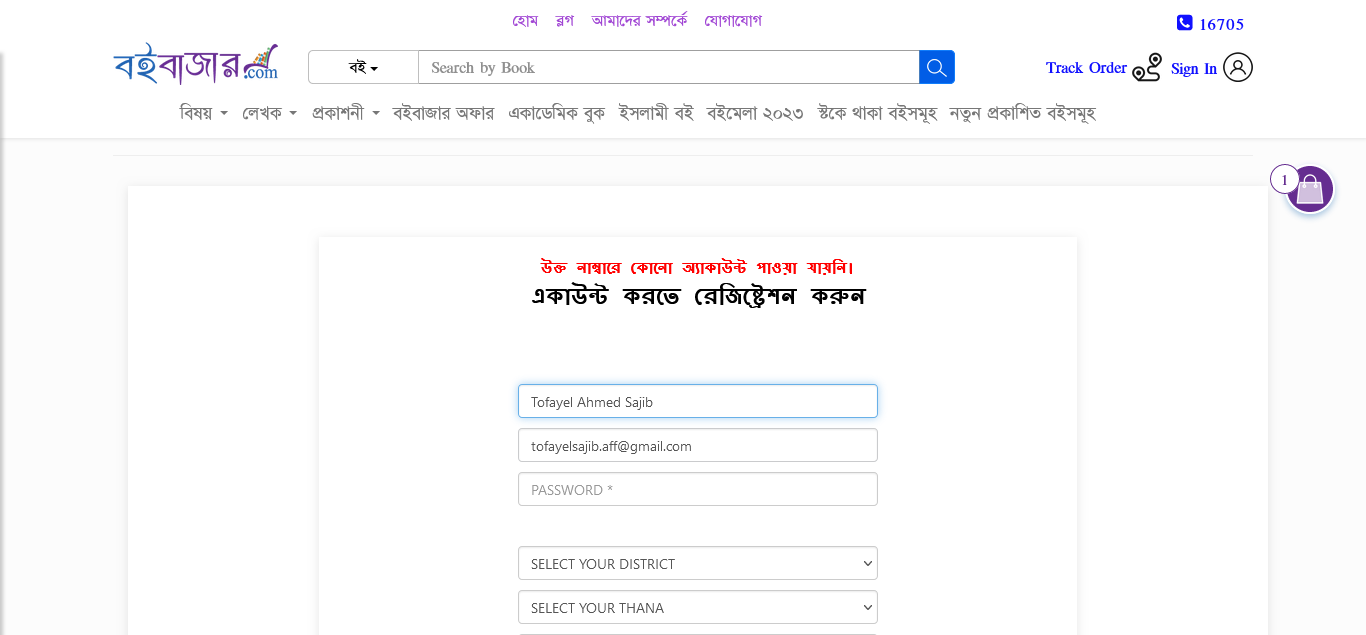 হোম ব্লগ আমাদের সম্পর্কে যোগাযোগ
16705
বইবাজার.com
বই
Search by Book
Track Order
Sign In
বিষয় লেখক প্রকাশনী বইবাজার অফার একাডেমিক বুক ইসলামী বই বইমেলা ২০২৩ স্টকে থাকা বইসমূহ নতুন প্রকাশিত বইসমূহ
1
উক্ত নাম্বারে কোনো অ্যাকাউন্ট পাওয়া যায়নি।
একাউন্ট করতে রেজিষ্ট্রেশন করুন
Tofayel Ahmed Sajib
tofayelsajib.aff@gmail.com
PASSWORD *
SELECT YOUR DISTRICT
SELECT YOUR THANA